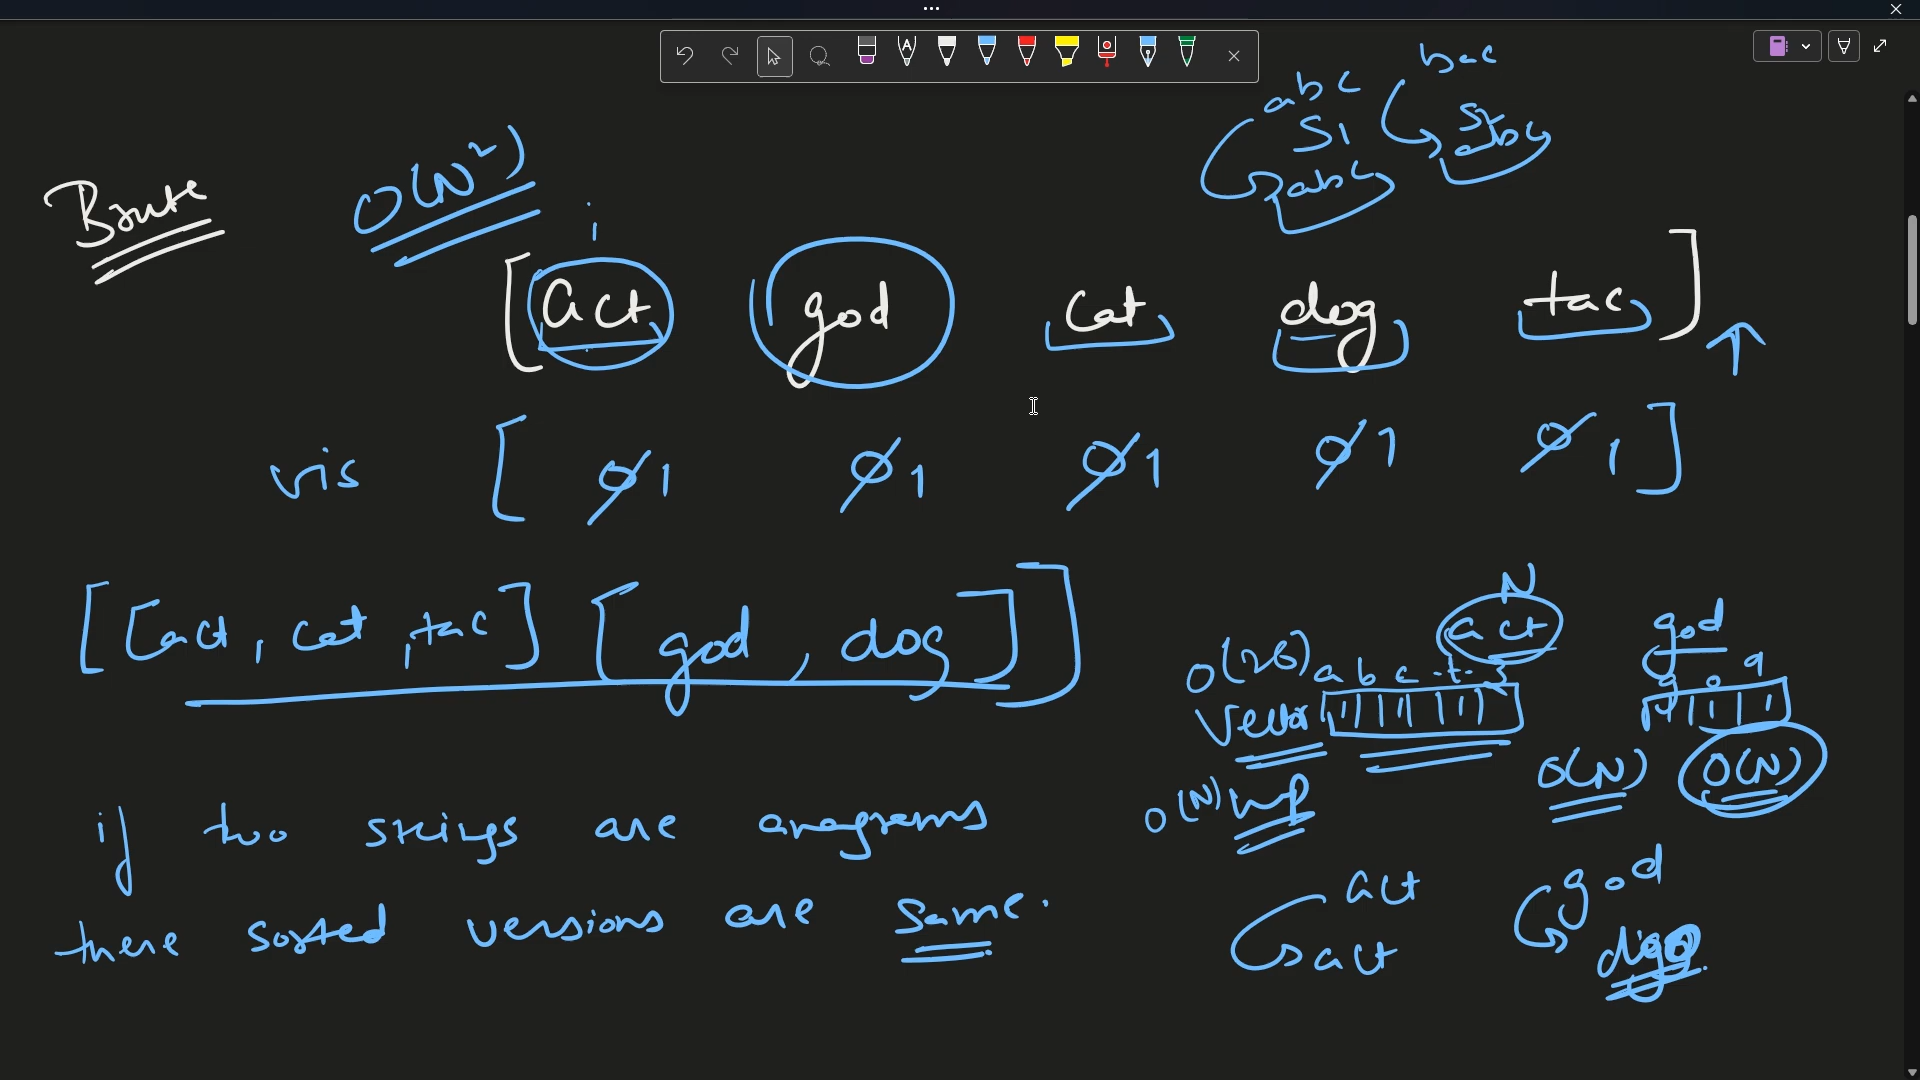 bac
abc
S1
abc
Brute O(N²)
i
[act god cat dog tac]
vis [0 1 0 1 0 1 0 1 0 1]
[[act, cat, tac] [god, dog]]
N
act god
O(26) a b c .t. z g o d
vector
O(N) O(N)
O(N) mp
if two strings are anagrams
there sorted versions are same.
act god
act dgo